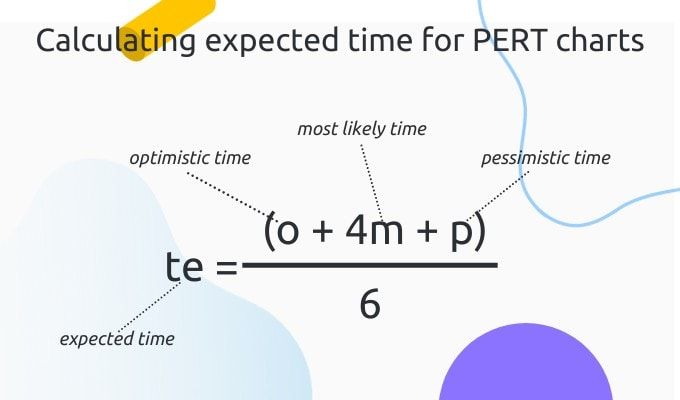 Calculating expected time for PERT charts
most likely time
optimistic time
pessimistic time
te = (o + 4m + p)
6
expected time